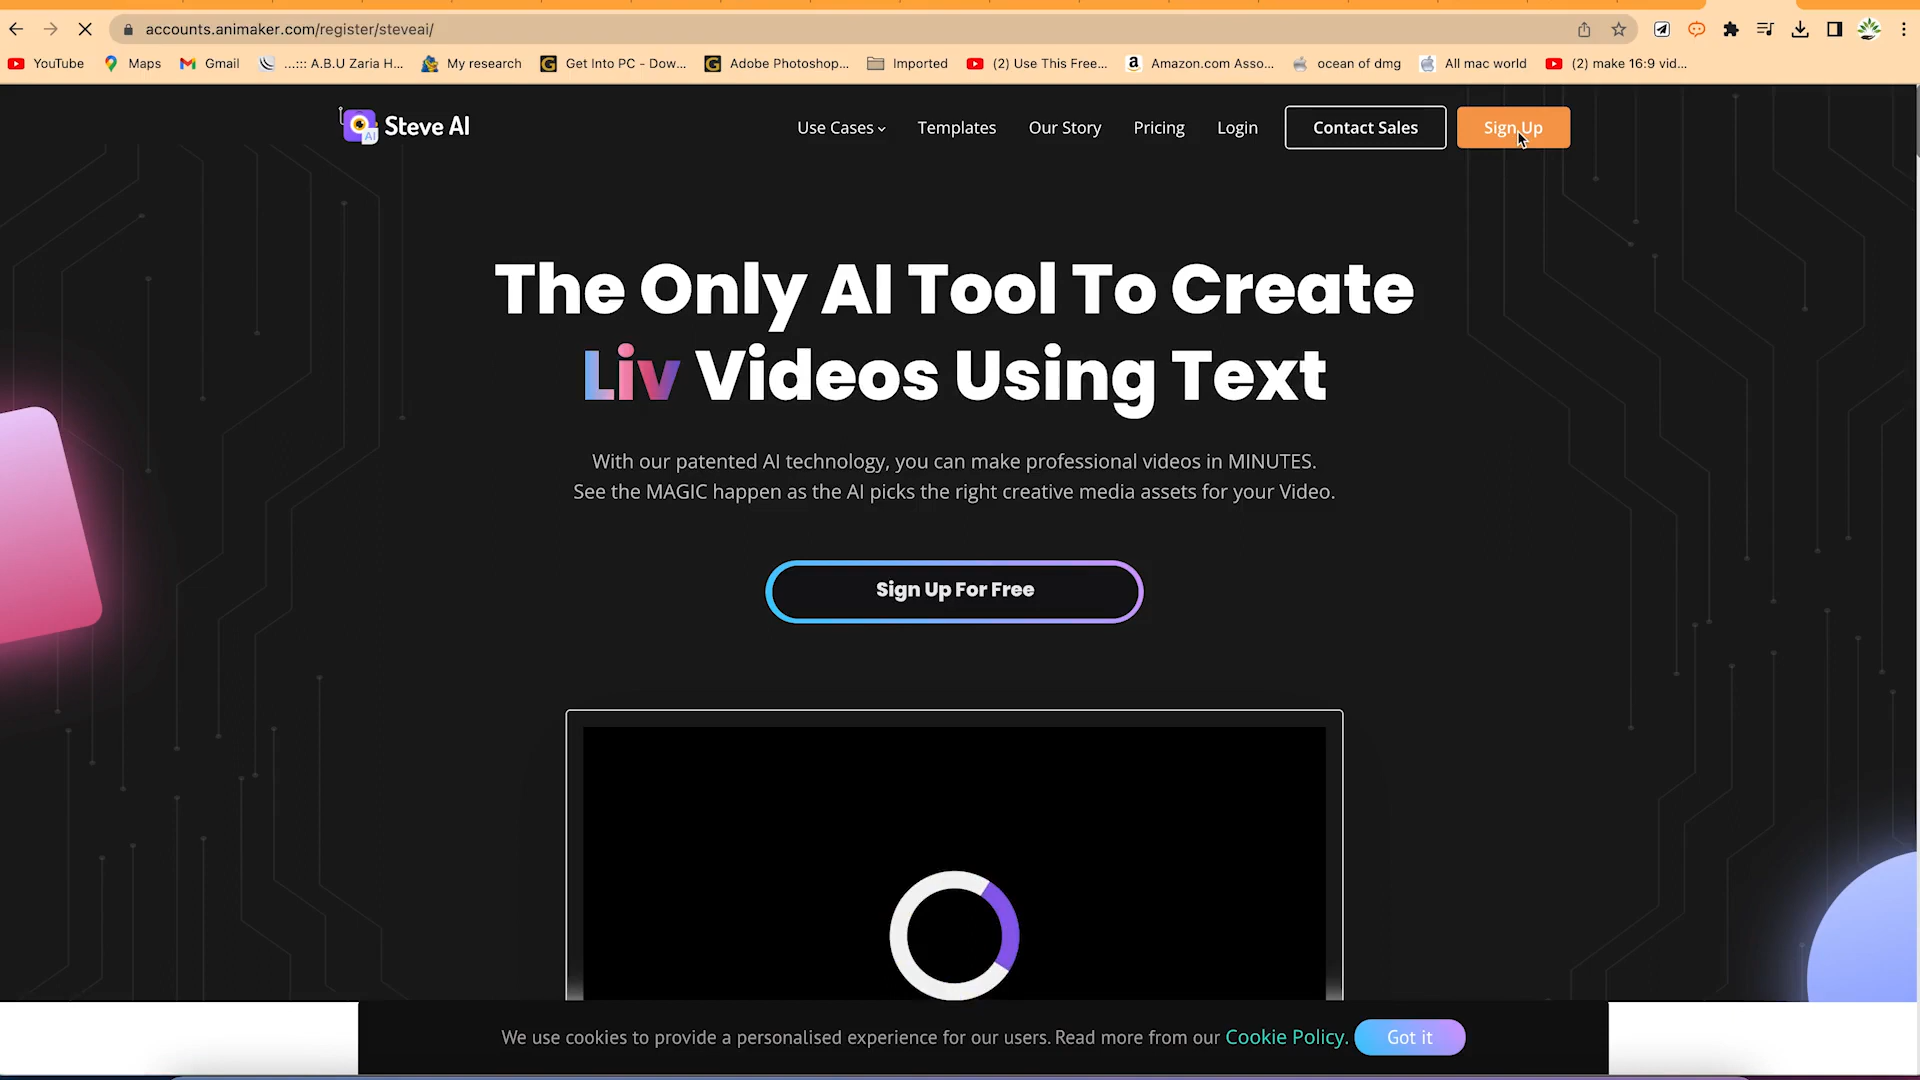 accounts.animaker.com/register/steveai/
YouTube Maps Gmail ...::: A.B.U Zaria H... My research Get Into PC - Dow... Adobe Photoshop... Imported (2) Use This Free... Amazon.com Asso... ocean of dmg All mac world (2) make 16:9 vid...
Steve AI Use Cases Templates Our Story Pricing Login Contact Sales Sign Up
The Only AI Tool To Create
Liv Videos Using Text
With our patented AI technology, you can make professional videos in MINUTES.
See the MAGIC happen as the AI picks the right creative media assets for your Video.
Sign Up For Free
We use cookies to provide a personalised experience for our users. Read more from our Cookie Policy. Got it